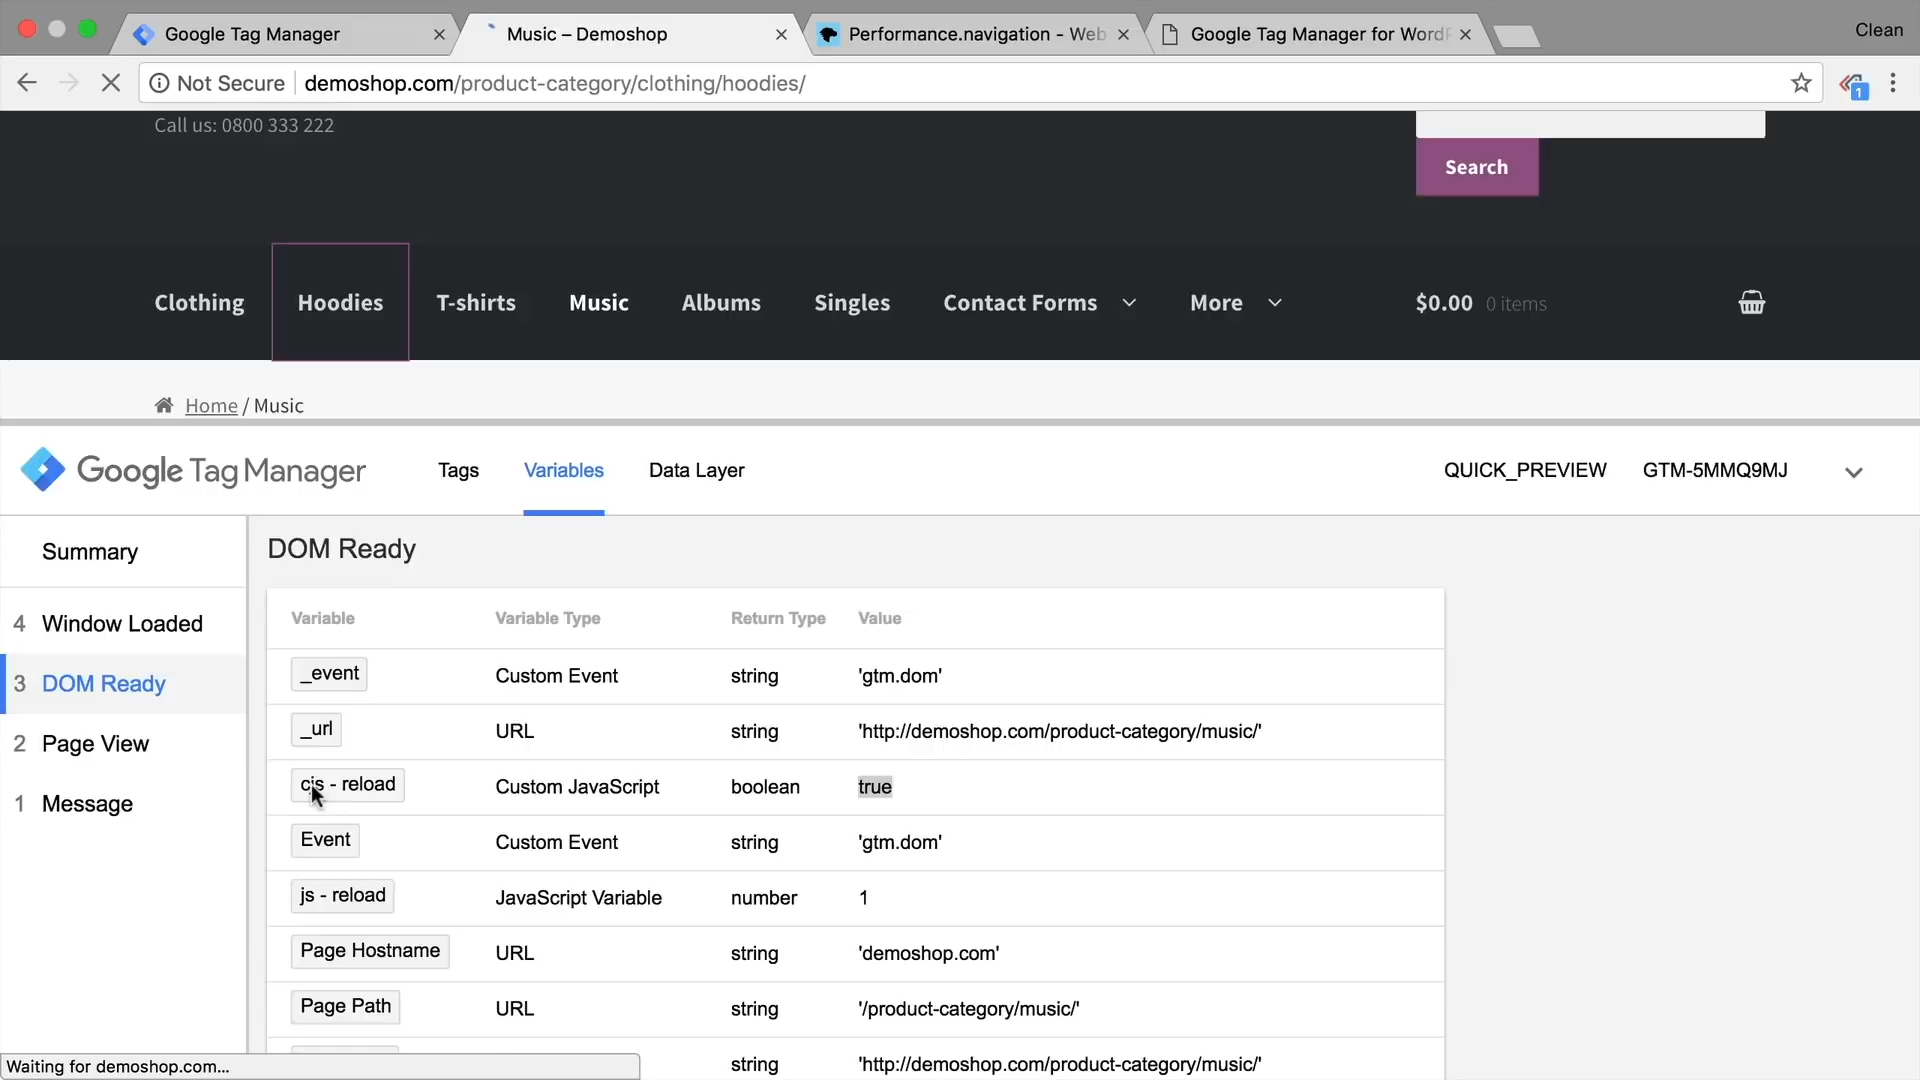 Google Tag Manager
Music – Demoshop
Performance.navigation - Web
Google Tag Manager for WordP
Clean
Not Secure
demoshop.com/product-category/clothing/hoodies/
1
Call us: 0800 333 222
Search
Clothing
Hoodies
T-shirts
Music
Albums
Singles
Contact Forms
More
$0.00 0 items
Home / Music
Google Tag Manager
Tags
Variables
Data Layer
QUICK_PREVIEW
GTM-5MMQ9MJ
Summary
4 Window Loaded
3 DOM Ready
2 Page View
1 Message
DOM Ready
Variable Variable Type Return Type Value
_event Custom Event string 'gtm.dom'
_url URL string 'http://demoshop.com/product-category/music/'
cjs - reload Custom JavaScript boolean true
Event Custom Event string 'gtm.dom'
js - reload JavaScript Variable number 1
Page Hostname URL string 'demoshop.com'
Page Path URL string '/product-category/music/'
string 'http://demoshop.com/product-category/music/'
Waiting for demoshop.com...